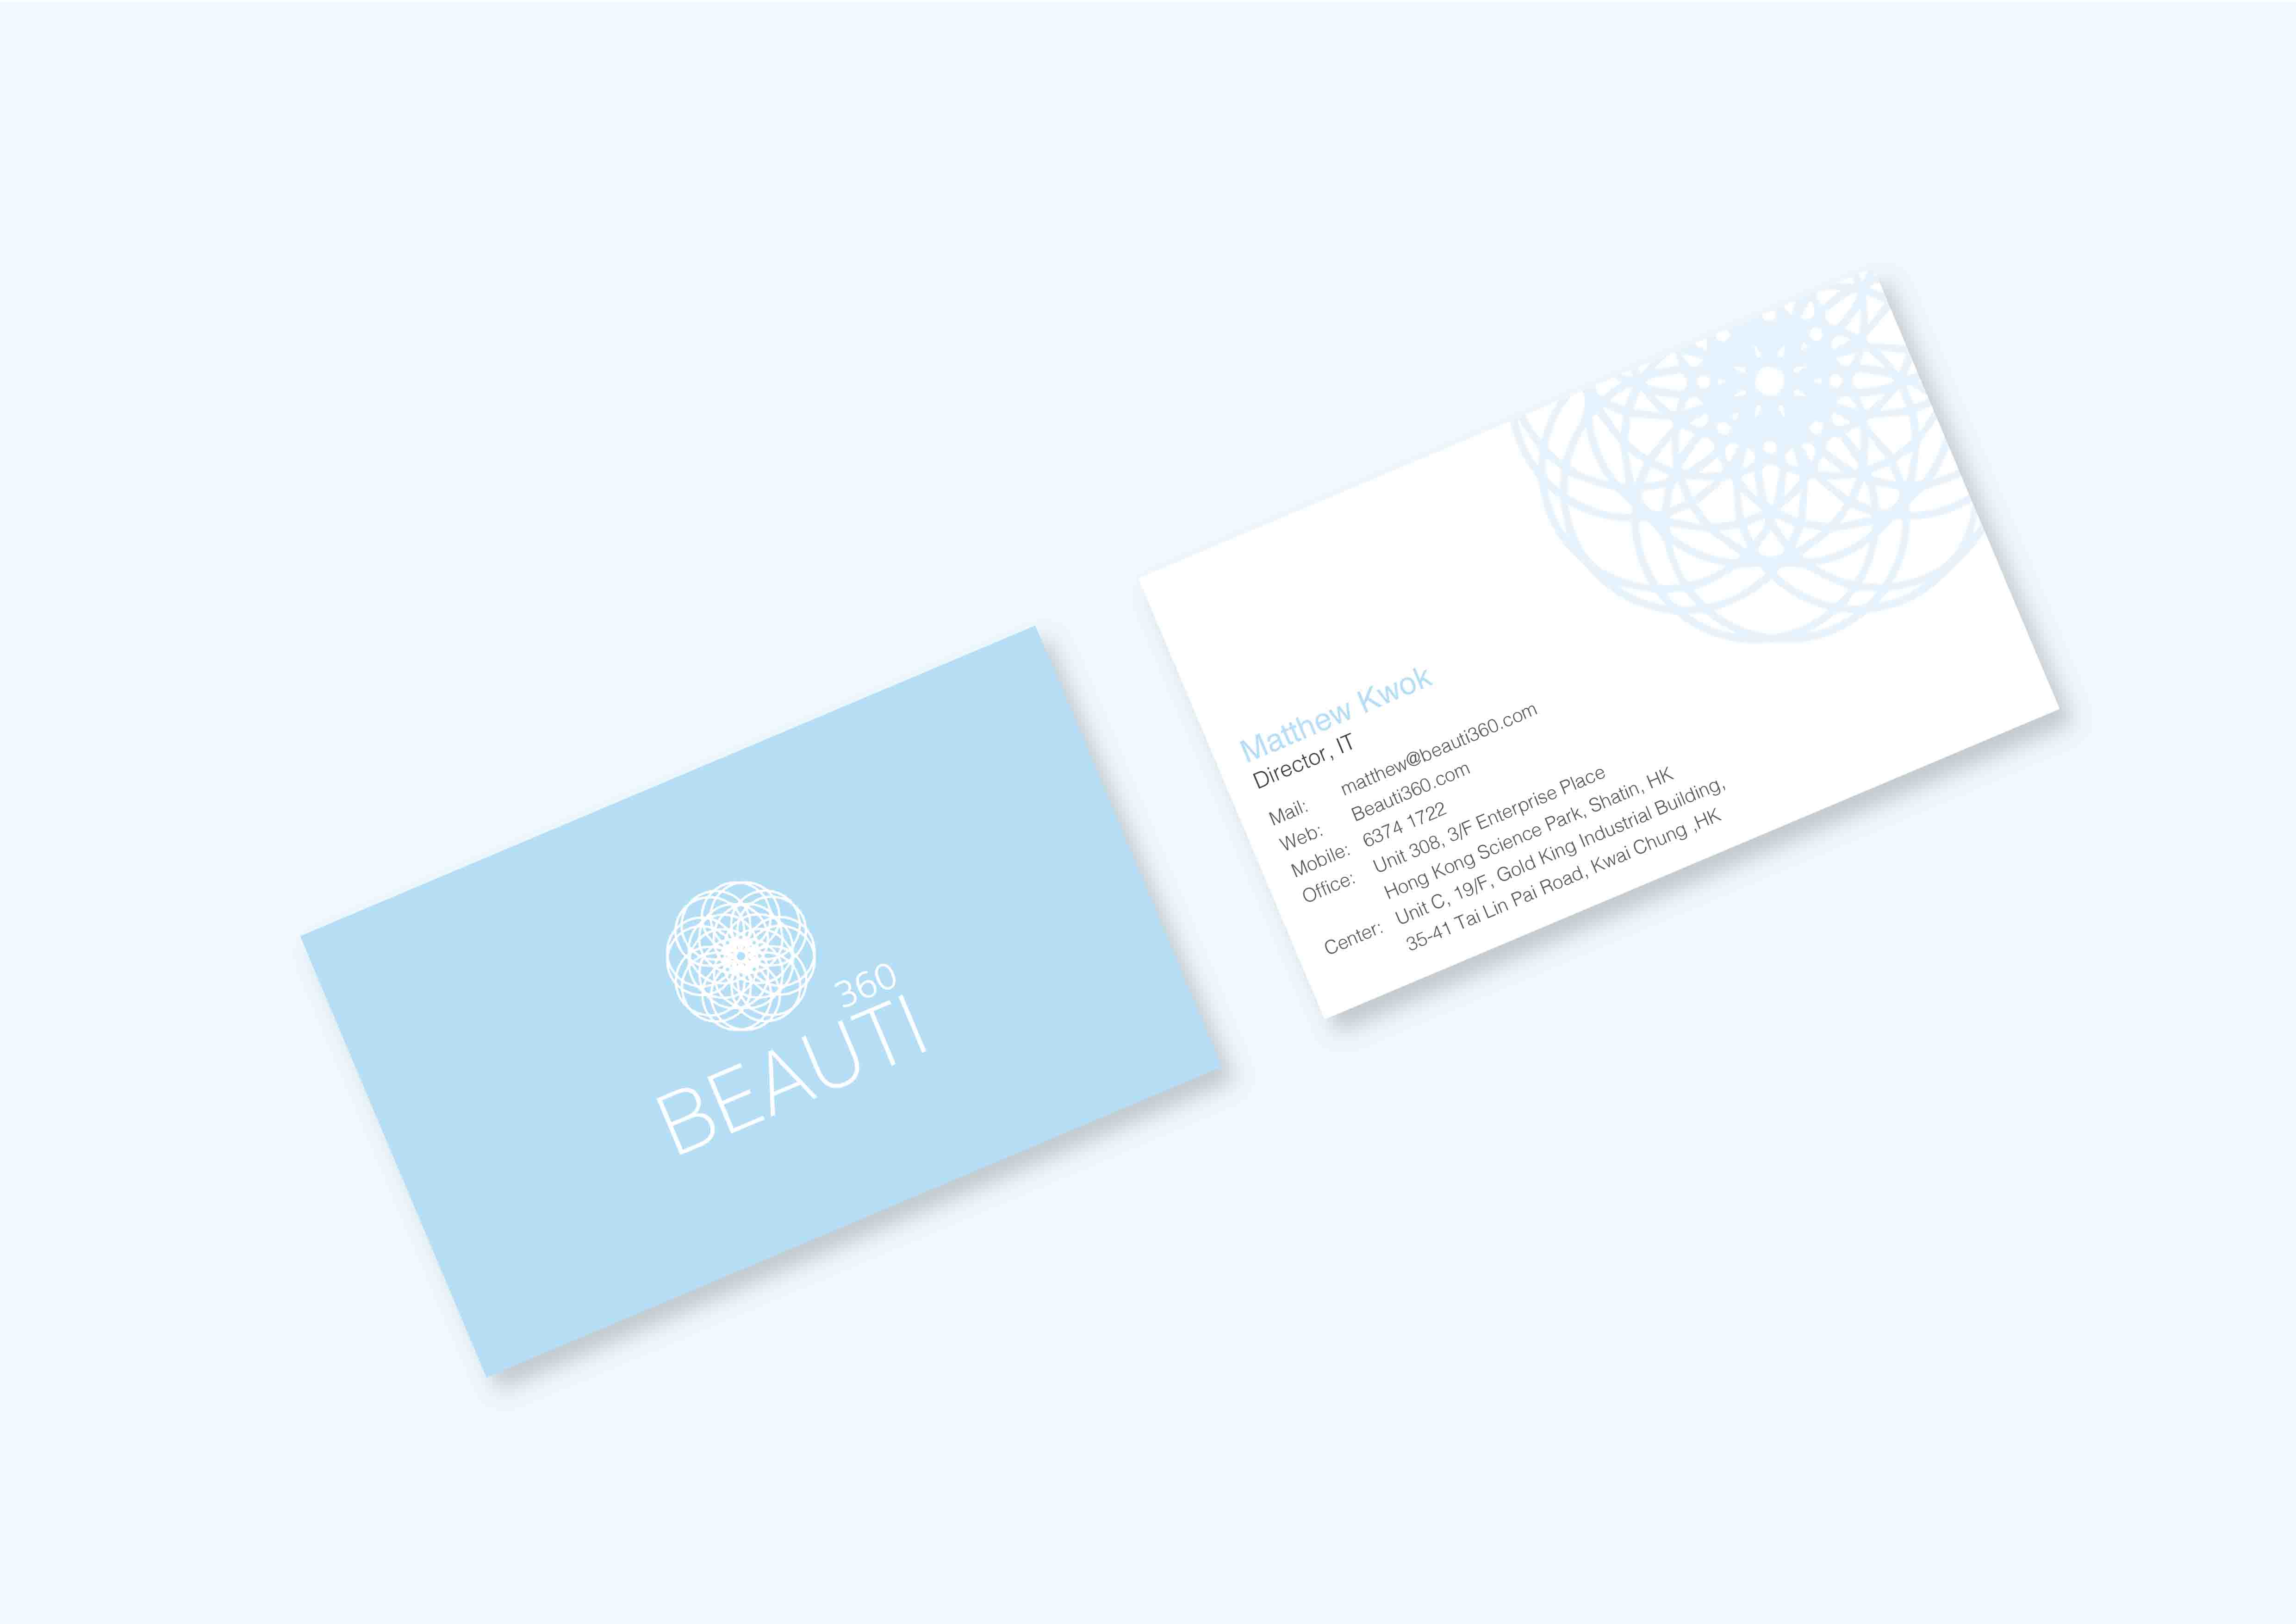 360
BEAUTI
Matthew Kwok
Director, IT
Mail: matthew@beauti360.com
Web: Beauti360.com
Mobile: 6374 1722
Office: Unit 308, 3/F Enterprise Place
Hong Kong Science Park, Shatin, HK
Center: Unit C, 19/F, Gold King Industrial Building,
35-41 Tai Lin Pai Road, Kwai Chung ,HK